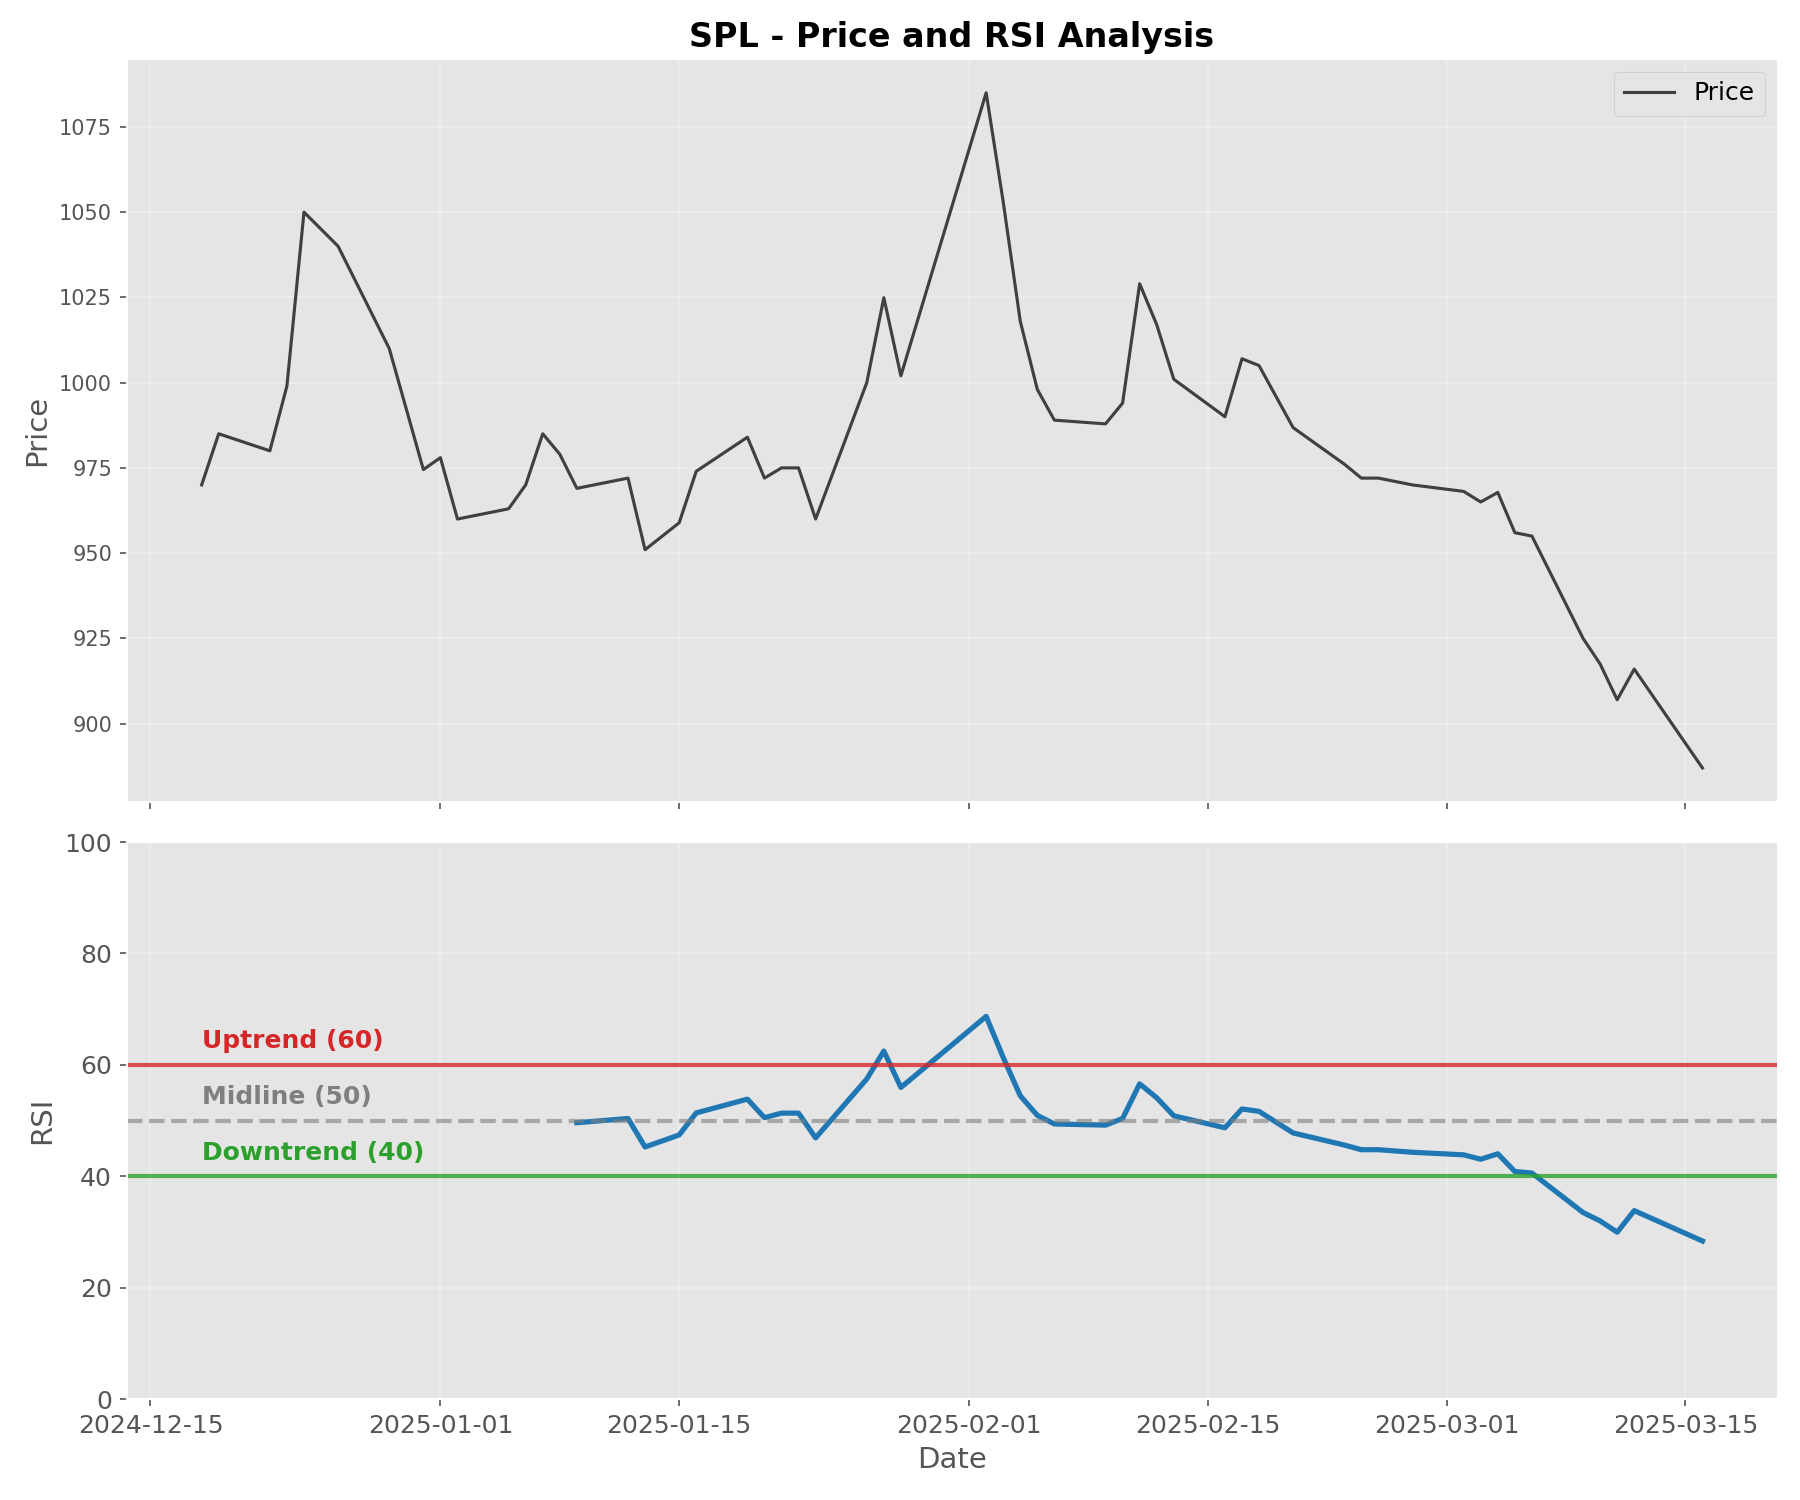 SPL - Price and RSI Analysis
Price
1075
1050
1025
1000
975
950
925
900
Price
100
80
60
40
20
0
RSI
Uptrend (60)
Midline (50)
Downtrend (40)
2024-12-15
2025-01-01
2025-01-15
2025-02-01
2025-02-15
2025-03-01
2025-03-15
Date